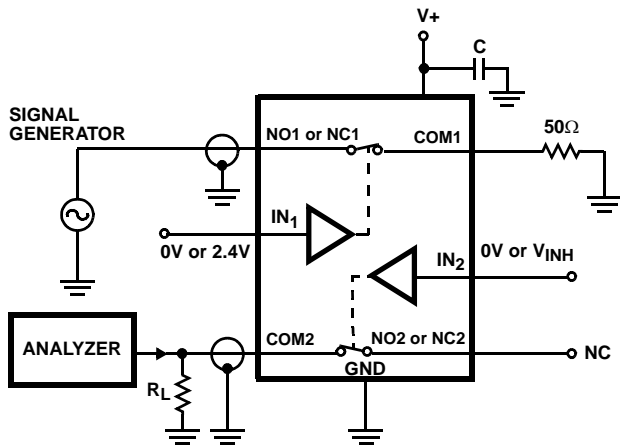 V+
C
SIGNAL
GENERATOR
NO1 or NC1
COM1
50Ω
IN1
0V or 2.4V
IN2
0V or VINH
ANALYZER
COM2
NO2 or NC2
NC
GND
RL